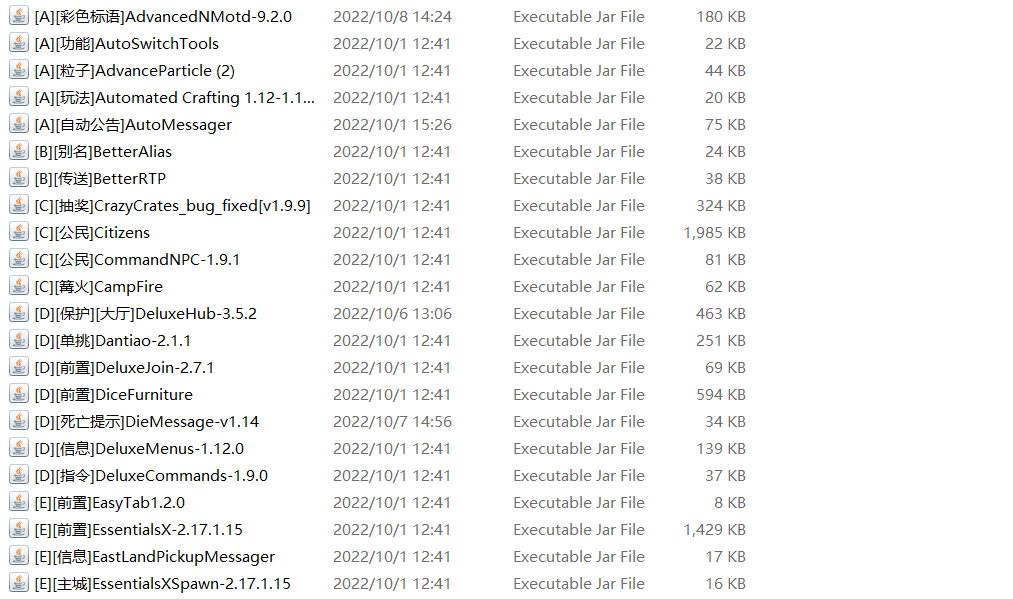 [A][彩色标语]AdvancedNMotd-9.2.0 2022/10/8 14:24 Executable Jar File 180 KB
[A][功能]AutoSwitchTools 2022/10/1 12:41 Executable Jar File 22 KB
[A][粒子]AdvanceParticle (2) 2022/10/1 12:41 Executable Jar File 44 KB
[A][玩法]Automated Crafting 1.12-1.1... 2022/10/1 12:41 Executable Jar File 20 KB
[A][自动公告]AutoMessager 2022/10/1 15:26 Executable Jar File 75 KB
[B][别名]BetterAlias 2022/10/1 12:41 Executable Jar File 24 KB
[B][传送]BetterRTP 2022/10/1 12:41 Executable Jar File 38 KB
[C][抽奖]CrazyCrates_bug_fixed[v1.9.9] 2022/10/1 12:41 Executable Jar File 324 KB
[C][公民]Citizens 2022/10/1 12:41 Executable Jar File 1,985 KB
[C][公民]CommandNPC-1.9.1 2022/10/1 12:41 Executable Jar File 81 KB
[C][篝火]CampFire 2022/10/1 12:41 Executable Jar File 62 KB
[D][保护][大厅]DeluxeHub-3.5.2 2022/10/6 13:06 Executable Jar File 463 KB
[D][单挑]Dantiao-2.1.1 2022/10/1 12:41 Executable Jar File 251 KB
[D][前置]DeluxeJoin-2.7.1 2022/10/1 12:41 Executable Jar File 69 KB
[D][前置]DiceFurniture 2022/10/1 12:41 Executable Jar File 594 KB
[D][死亡提示]DieMessage-v1.14 2022/10/7 14:56 Executable Jar File 34 KB
[D][信息]DeluxeMenus-1.12.0 2022/10/1 12:41 Executable Jar File 139 KB
[D][指令]DeluxeCommands-1.9.0 2022/10/1 12:41 Executable Jar File 37 KB
[E][前置]EasyTab1.2.0 2022/10/1 12:41 Executable Jar File 8 KB
[E][前置]EssentialsX-2.17.1.15 2022/10/1 12:41 Executable Jar File 1,429 KB
[E][信息]EastLandPickupMessager 2022/10/1 12:41 Executable Jar File 17 KB
[E][主城]EssentialsXSpawn-2.17.1.15 2022/10/1 12:41 Executable Jar File 16 KB